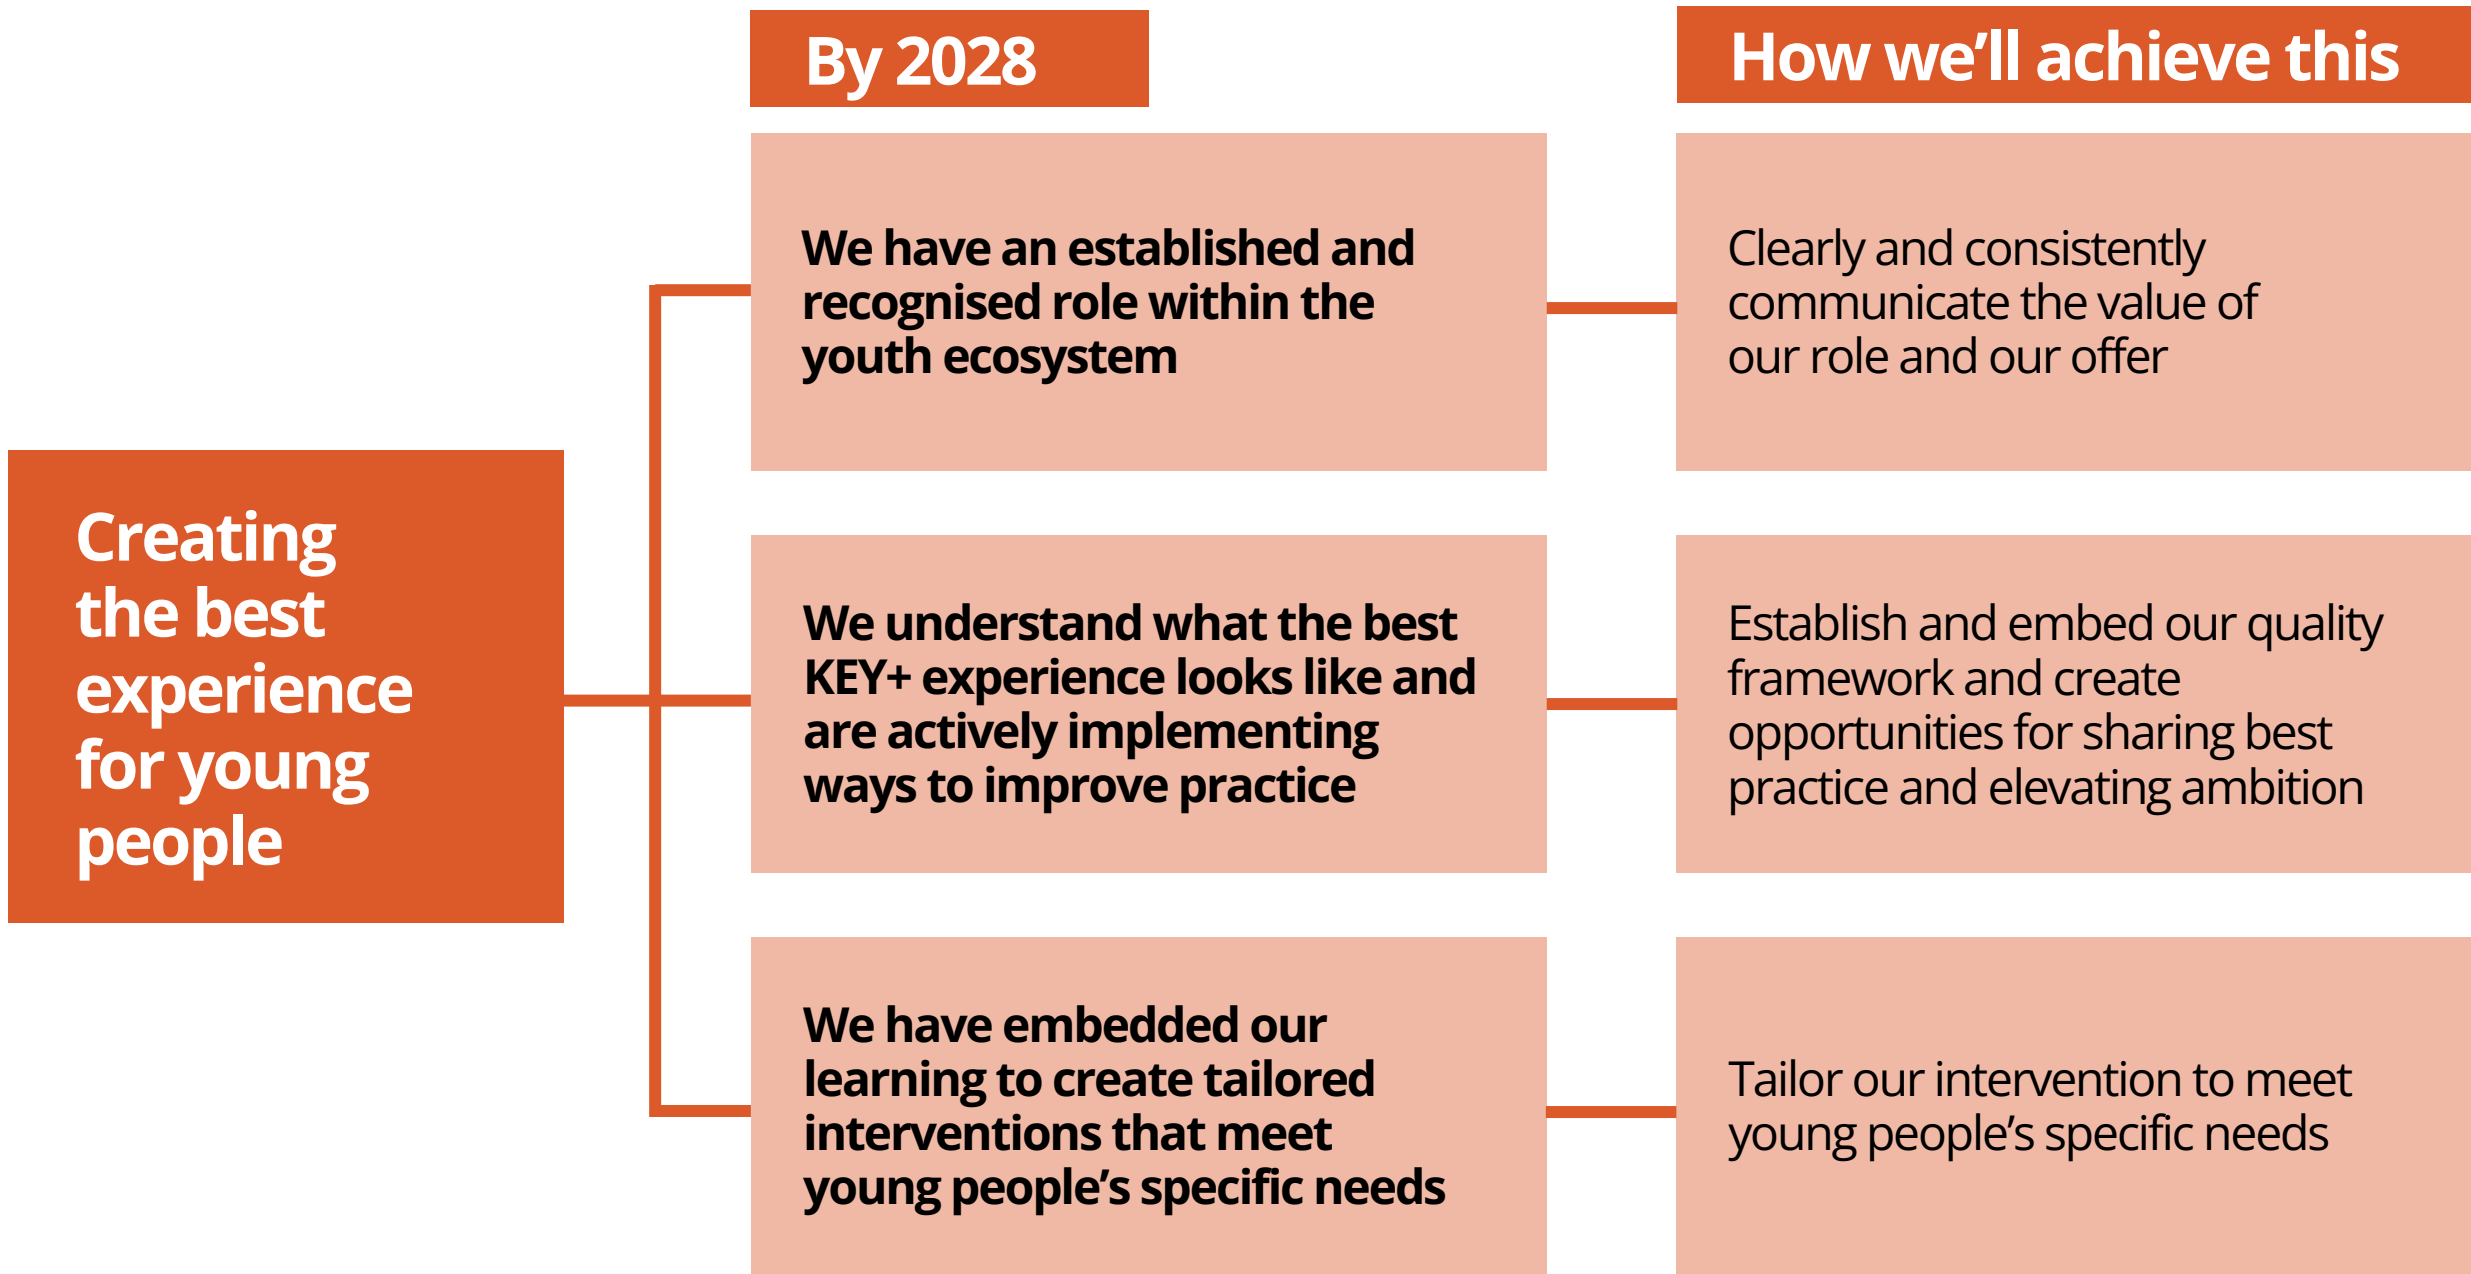 By 2028
How we’ll achieve this
Creating
the best
experience
for young
people
We have an established and
recognised role within the
youth ecosystem
Clearly and consistently
communicate the value of
our role and our offer
We understand what the best
KEY+ experience looks like and
are actively implementing
ways to improve practice
Establish and embed our quality
framework and create
opportunities for sharing best
practice and elevating ambition
We have embedded our
learning to create tailored
interventions that meet
young people’s specific needs
Tailor our intervention to meet
young people’s specific needs